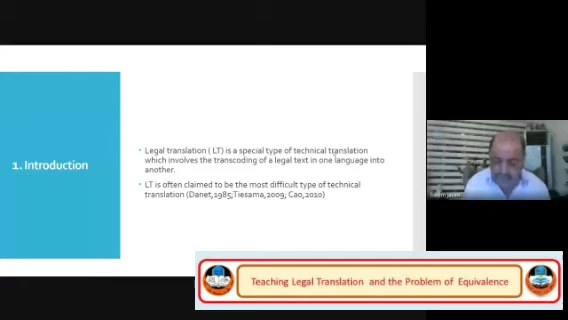 1. Introduction
• Legal translation ( LT) is a special type of technical translation
which involves the transcoding of a legal text in one language into
another.
• LT is often claimed to be the most difficult type of technical
translation (Danet,1985;Tiesama,2009; Cao,2010)
Teaching Legal Translation and the Problem of Equivalence